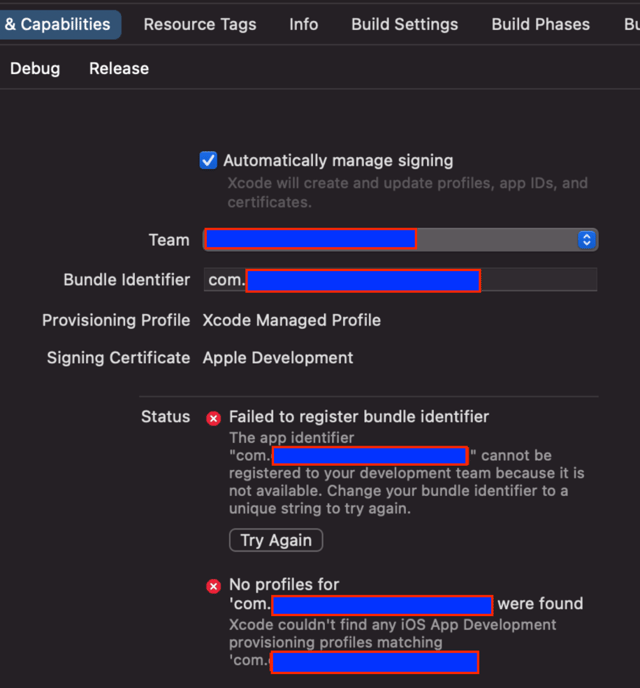 & Capabilities Resource Tags Info Build Settings Build Phases Bu
Debug Release
Automatically manage signing
Xcode will create and update profiles, app IDs, and
certificates.
Team
Bundle Identifier com.
Provisioning Profile Xcode Managed Profile
Signing Certificate Apple Development
Status Failed to register bundle identifier
The app identifier
"com. " cannot be
registered to your development team because it is
not available. Change your bundle identifier to a
unique string to try again.
Try Again
No profiles for
'com. were found
Xcode couldn't find any iOS App Development
provisioning profiles matching
'com.